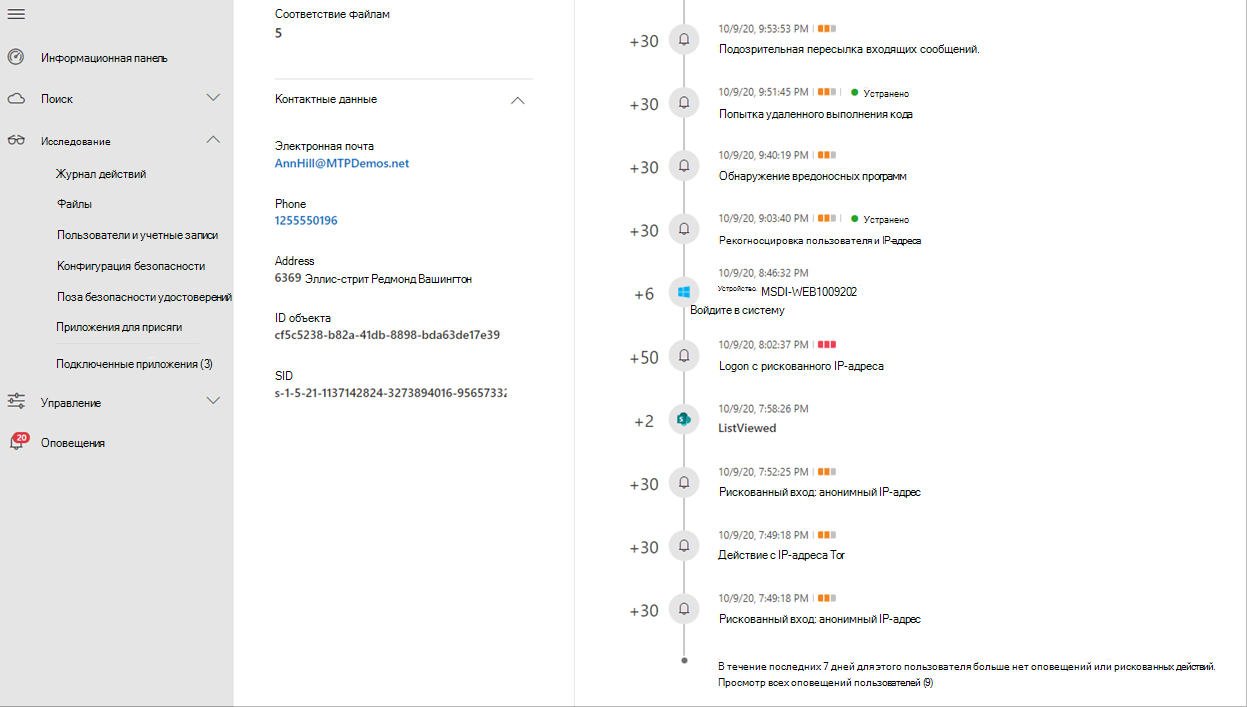 Информационная панель
Поиск
Исследование
Журнал действий
Файлы
Пользователи и учетные записи
Конфигурация безопасности
Поза безопасности удостоверений
Приложения для присяги
Подключенные приложения (3)
Управление
20
Оповещения
Соответствие файлам
5
Контактные данные
Электронная почта
AnnHill@MTPDemos.net
Phone
1255550196
Address
6369 Эллис-стрит Редмонд Вашингтон
ID объекта
cf5c5238-b82a-41db-8898-bda63de17e39
SID
s-1-5-21-1137142824-3273894016-95657332
+30
10/9/20, 9:53:53 PM
Подозрительная пересылка входящих сообщений.
+30
10/9/20, 9:51:45 PM Устранено
Попытка удаленного выполнения кода
+30
10/9/20, 9:40:19 PM
Обнаружение вредоносных программ
+30
10/9/20, 9:03:40 PM Устранено
Рекогносцировка пользователя и IP-адреса
+6
10/9/20, 8:46:32 PM
Устройство. MSDI-WEB1009202
Войдите в систему
+50
10/9/20, 8:02:37 PM
Logon с рискованного IP-адреса
+2
10/9/20, 7:58:26 PM
ListViewed
+30
10/9/20, 7:52:25 PM
Рискованный вход: анонимный IP-адрес
+30
10/9/20, 7:49:18 PM
Действие с IP-адреса Tor
+30
10/9/20, 7:49:18 PM
Рискованный вход: анонимный IP-адрес
В течение последних 7 дней для этого пользователя больше нет оповещений или рискованных действий.
Просмотр всех оповещений пользователей (9)